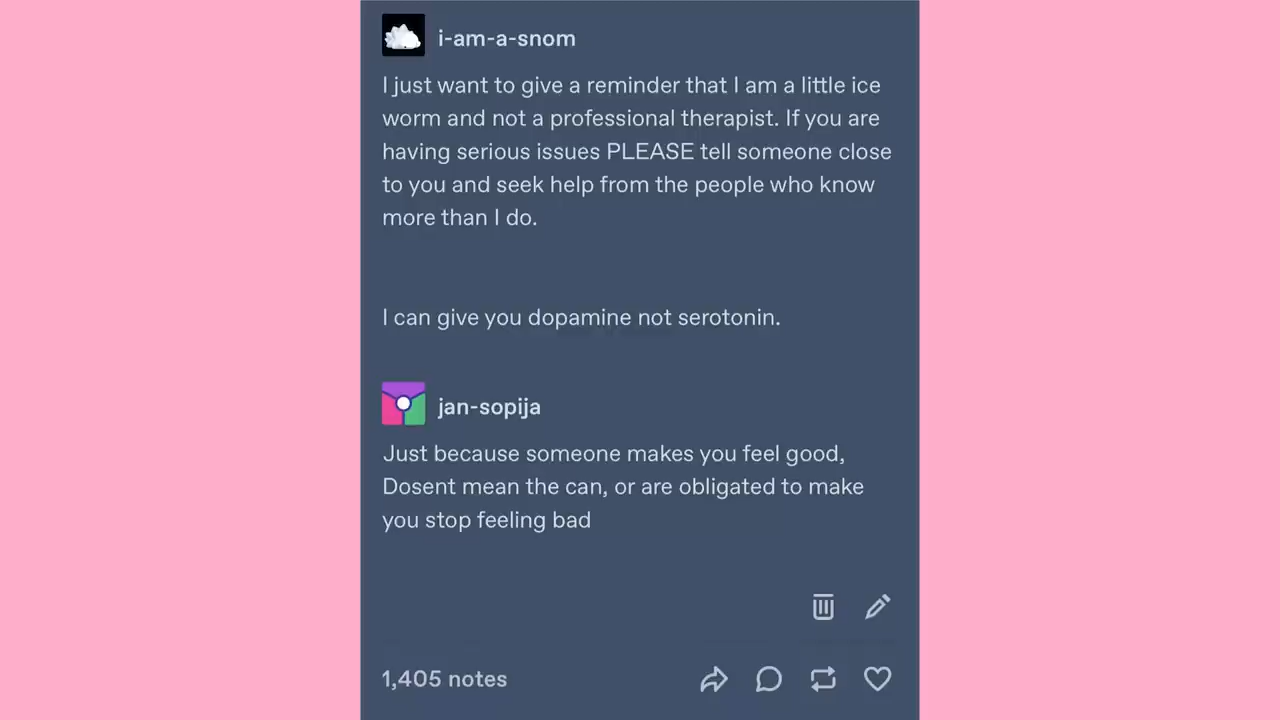 i-am-a-snom
I just want to give a reminder that I am a little ice
worm and not a professional therapist. If you are
having serious issues PLEASE tell someone close
to you and seek help from the people who know
more than I do.
I can give you dopamine not serotonin.
jan-sopija
Just because someone makes you feel good,
Dosent mean the can, or are obligated to make
you stop feeling bad
1,405 notes